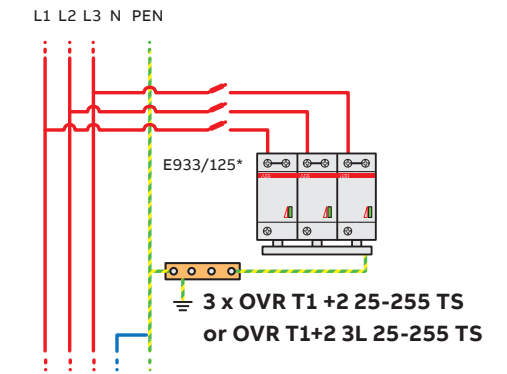 L1 L2 L3 N PEN
E933/125*
3 x OVR T1 +2 25-255 TS
or OVR T1+2 3L 25-255 TS